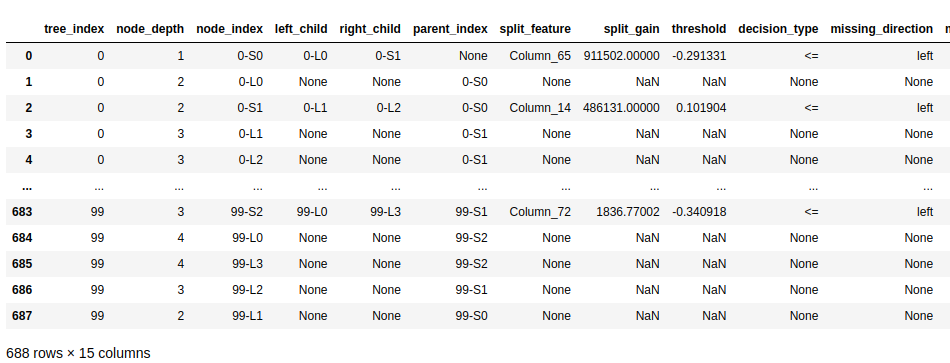 tree_index node_depth node_index left_child right_child parent_index split_feature split_gain threshold decision_type missing_direction
0 0 1 0-S0 0-L0 0-S1 None Column_65 911502.00000 -0.291331 <= left
1 0 2 0-L0 None None 0-S0 None NaN NaN None None
2 0 2 0-S1 0-L1 0-L2 0-S0 Column_14 486131.00000 0.101904 <= left
3 0 3 0-L1 None None 0-S1 None NaN NaN None None
4 0 3 0-L2 None None 0-S1 None NaN NaN None None
... ... ... ... ... ... ... ... ... ... ... ...
683 99 3 99-S2 99-L0 99-L3 99-S1 Column_72 1836.77002 -0.340918 <= left
684 99 4 99-L0 None None 99-S2 None NaN NaN None None
685 99 4 99-L3 None None 99-S2 None NaN NaN None None
686 99 3 99-L2 None None 99-S1 None NaN NaN None None
687 99 2 99-L1 None None 99-S0 None NaN NaN None None
688 rows × 15 columns